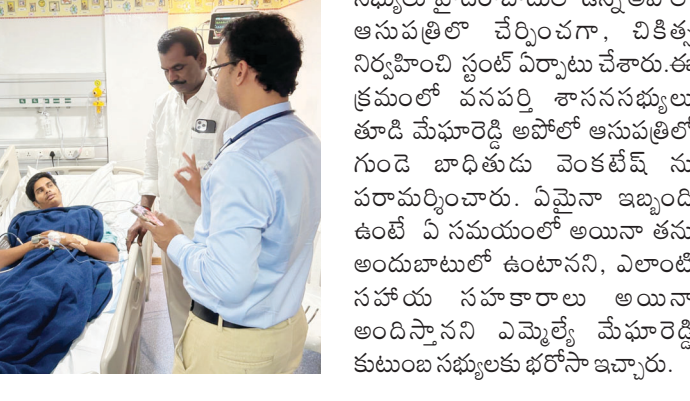 ఆసుపత్రిలో చేర్పించగా, చికిత్స
నిర్వహించి స్టంట్ ఏర్పాటు చేశారు.ఈ
క్రమంలో వనపర్తి శాసనసభ్యులు
తూడి మేఘారెడ్డి అపోలో ఆసుపత్రిలో
గుండె బాధితుడు వెంకటేష్ ను
పరామర్శించారు. ఏమైనా ఇబ్బంది
ఉంటే ఏ సమయంలో అయినా తను
అందుబాటులో ఉంటానని, ఎలాంటి
సహాయ సహకారాలు అయినా
అందిస్తానని ఎమ్మెల్యే మేఘారెడ్డి
కుటుంబ సభ్యులకు భరోసా ఇచ్చారు.